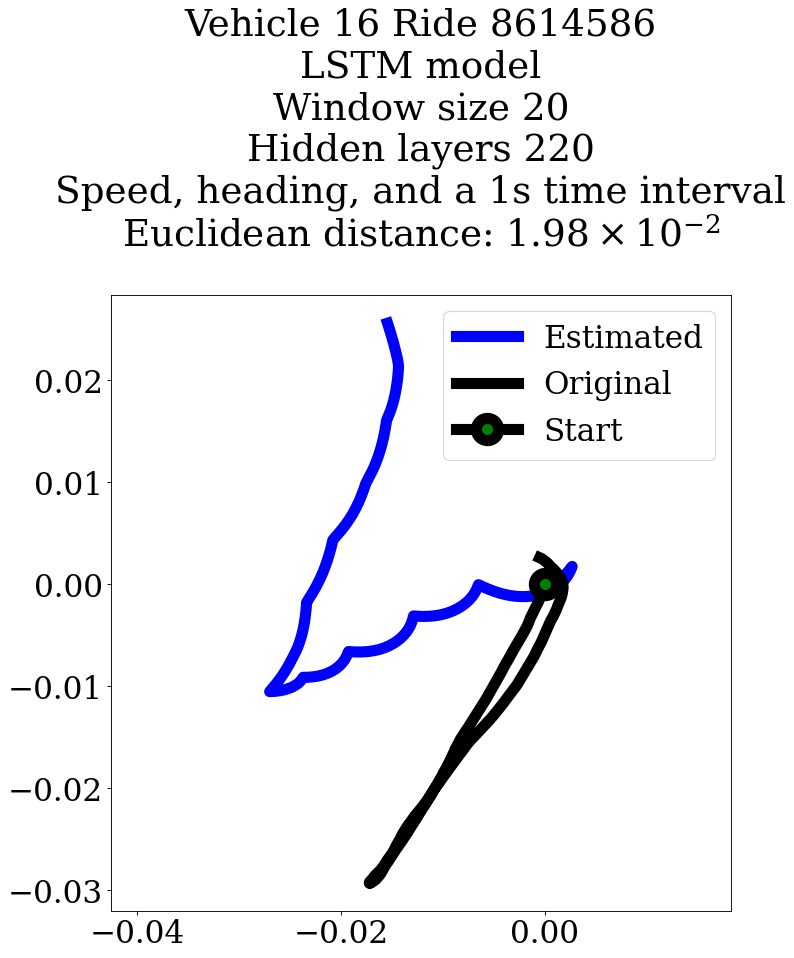 Vehicle 16 Ride 8614586
LSTM model
Window size 20
Hidden layers 220
Speed, heading, and a 1s time interval
Euclidean distance: 1.98 × 10⁻²
Estimated
Original
Start
0.02
0.01
0.00
−0.01
−0.02
−0.03
−0.04
−0.02
0.00